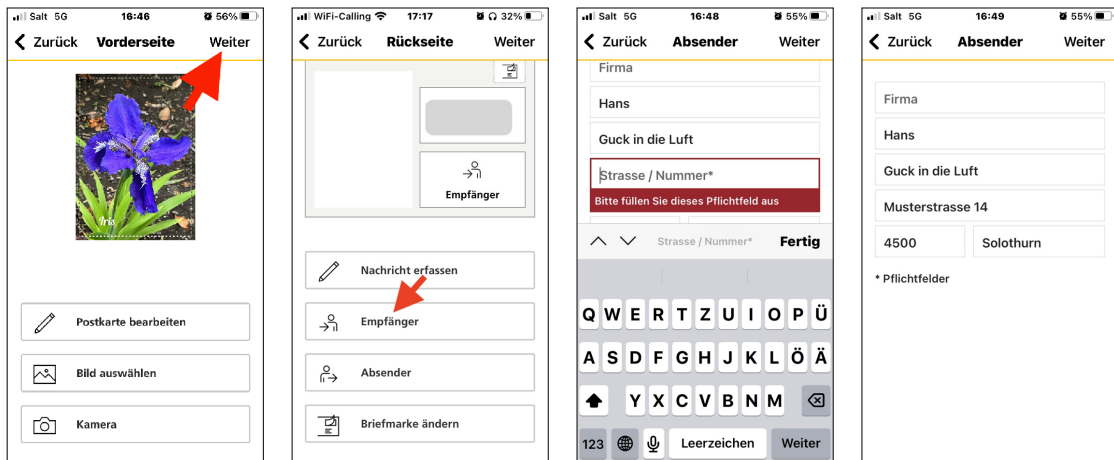 Salt 5G 16:46 56%
Zurück Vorderseite Weiter
Iris
Postkarte bearbeiten
Bild auswählen
Kamera
WiFi-Calling 17:17 32%
Zurück Rückseite Weiter
Empfänger
Nachricht erfassen
Empfänger
Absender
Briefmarke ändern
Salt 5G 16:48 55%
Zurück Absender Weiter
Firma
Hans
Guck in die Luft
Strasse / Nummer*
Bitte füllen Sie dieses Pflichtfeld aus
Strasse / Nummer* Fertig
Q W E R T Z U I O P Ü
A S D F G H J K L Ö Ä
Y X C V B N M
123 Leerzeichen Weiter
Salt 5G 16:49 55%
Zurück Absender Weiter
Firma
Hans
Guck in die Luft
Musterstrasse 14
4500 Solothurn
* Pflichtfelder